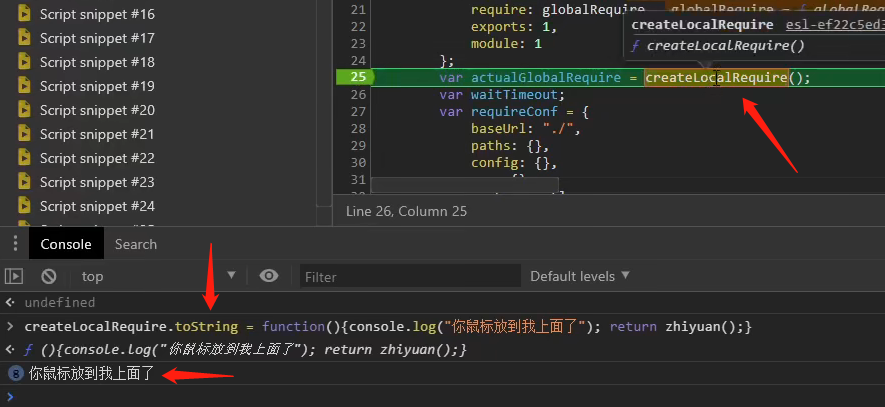 Script snippet #16
Script snippet #17
Script snippet #18
Script snippet #19
Script snippet #20
Script snippet #21
Script snippet #22
Script snippet #23
Script snippet #24
21 require: globalRequire
22 exports: 1,
23 module: 1
24 };
25 var actualGlobalRequire = createLocalRequire();
26 var waitTimeout;
27 var requireConf = {
28 baseUrl: "./",
29 paths: {},
30 config: {},
31
createLocalRequire esl-ef22c5ed3
ƒ createLocalRequire()
Line 26, Column 25
Console Search
top Filter Default levels ▼
undefined
createLocalRequire.toString = function(){console.log("你鼠标放到我上面了"); return zhiyuan();}
ƒ (){console.log("你鼠标放到我上面了"); return zhiyuan();}
8 你鼠标放到我上面了